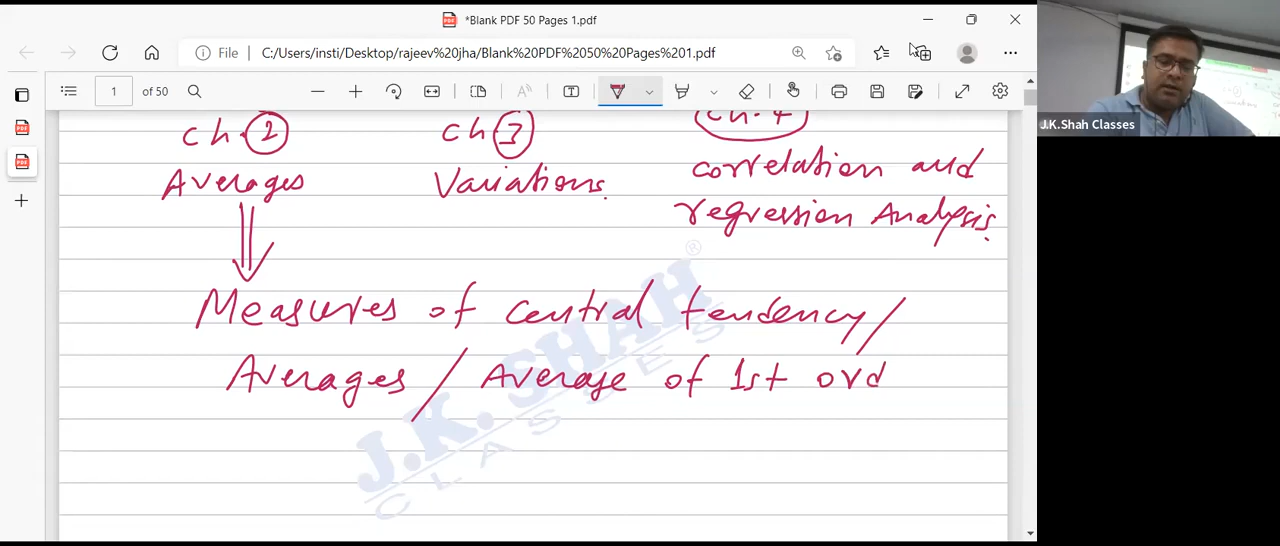 *Blank PDF 50 Pages 1.pdf
File C:/Users/insti/Desktop/rajeev%20jha/Blank%20PDF%2050%20Pages%201.pdf
1 of 50
J.K.Shah Classes
ch.2 ch 3 ch-4
Averages Variations. correlation and
regression Analysis.
Measures of central tendency/
Averages / Average of 1st ord
J.K. SHAH ®
CLASSES